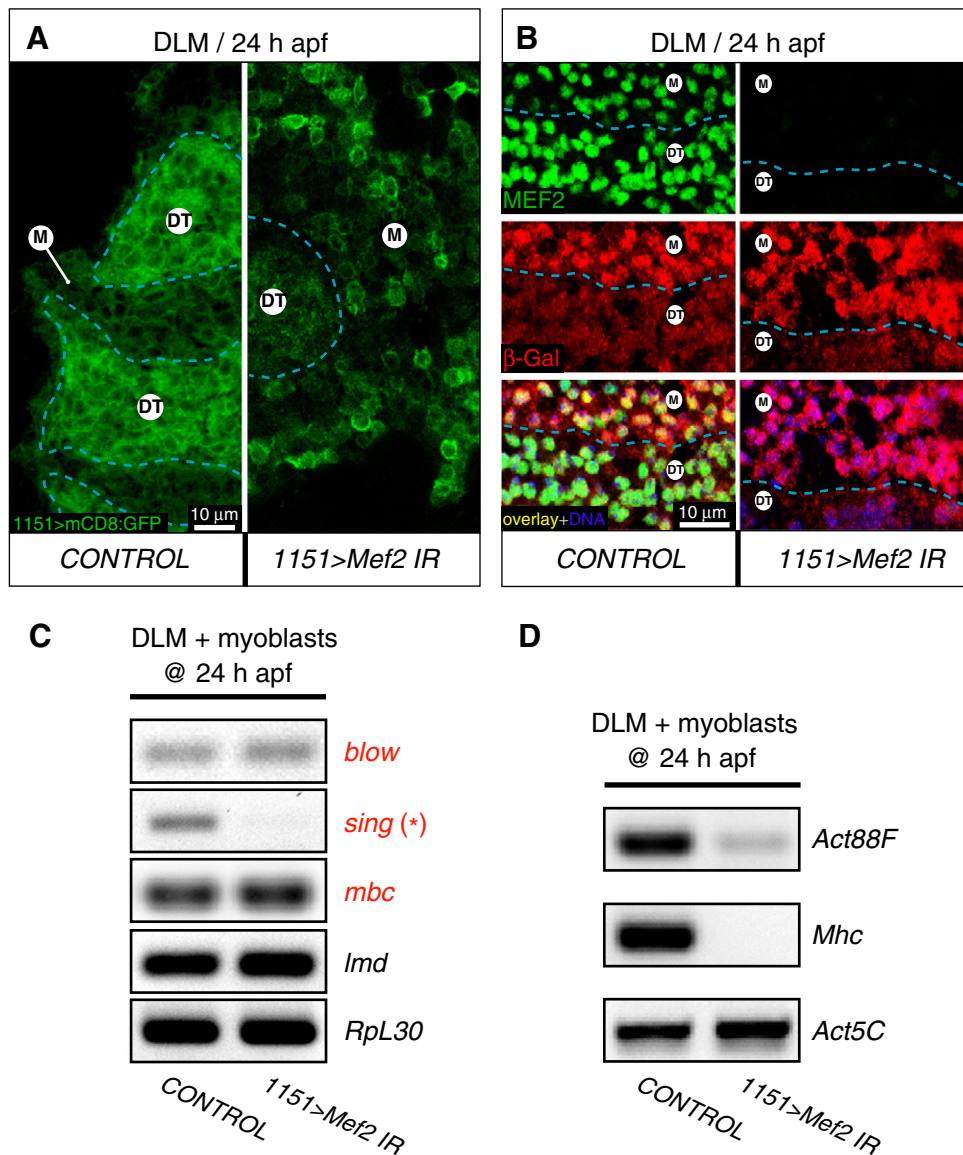 A
DLM / 24 h apf
M
DT
DT
DT
M
1151>mCD8:GFP
10 µm
CONTROL
1151>Mef2 IR
B
DLM / 24 h apf
M
DT
MEF2
M
DT
M
DT
β-Gal
M
DT
M
DT
overlay+DNA
10 µm
M
DT
CONTROL
1151>Mef2 IR
C
DLM + myoblasts
@ 24 h apf
blow
sing (*)
mbc
lmd
RpL30
CONTROL
1151>Mef2 IR
D
DLM + myoblasts
@ 24 h apf
Act88F
Mhc
Act5C
CONTROL
1151>Mef2 IR